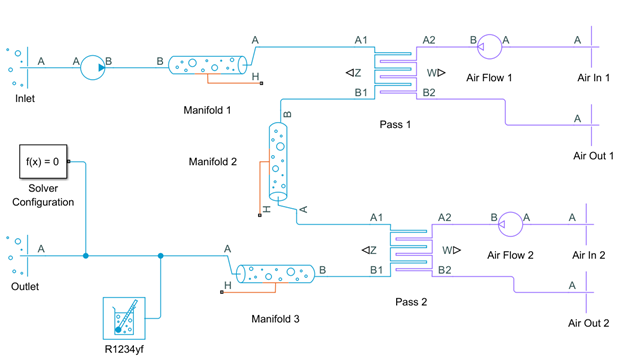 A A1 A2 B A A
A A B B
◁Z W▷
H
Inlet Air Flow 1 Air In 1
Manifold 1
B1 B2
B
A
Pass 1
f(x) = 0
Manifold 2
Air Out 1
Solver
Configuration
H A
A1 A2 B A A
A A
◁Z W▷
Air Flow 2 Air In 2
B B1 B2
Outlet H
A
Pass 2
Manifold 3
Air Out 2
R1234yf